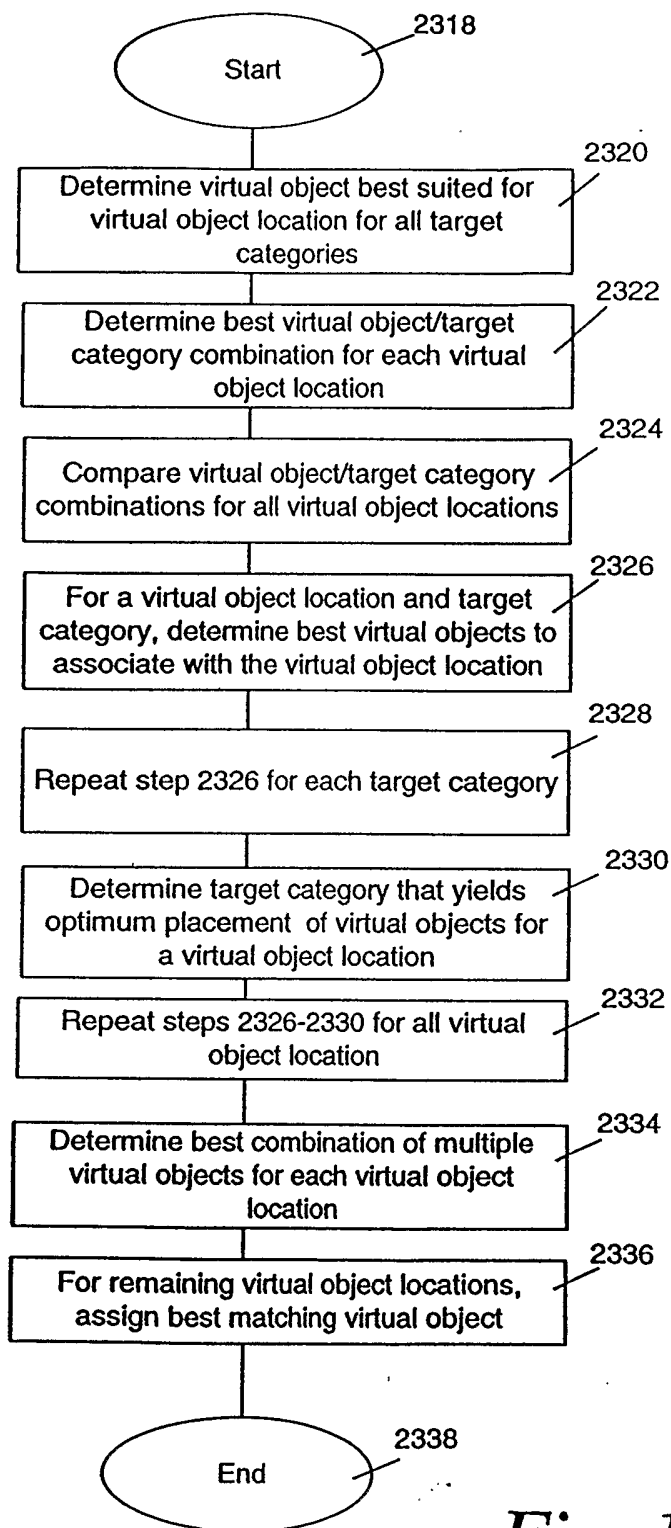 2318
Start
2320
Determine virtual object best suited for
virtual object location for all target
categories
2322
Determine best virtual object/target
category combination for each virtual
object location
2324
Compare virtual object/target category
combinations for all virtual object locations
2326
For a virtual object location and target
category, determine best virtual objects to
associate with the virtual object location
2328
Repeat step 2326 for each target category
2330
Determine target category that yields
optimum placement of virtual objects for
a virtual object location
2332
Repeat steps 2326-2330 for all virtual
object location
2334
Determine best combination of multiple
virtual objects for each virtual object
location
2336
For remaining virtual object locations,
assign best matching virtual object
2338
End